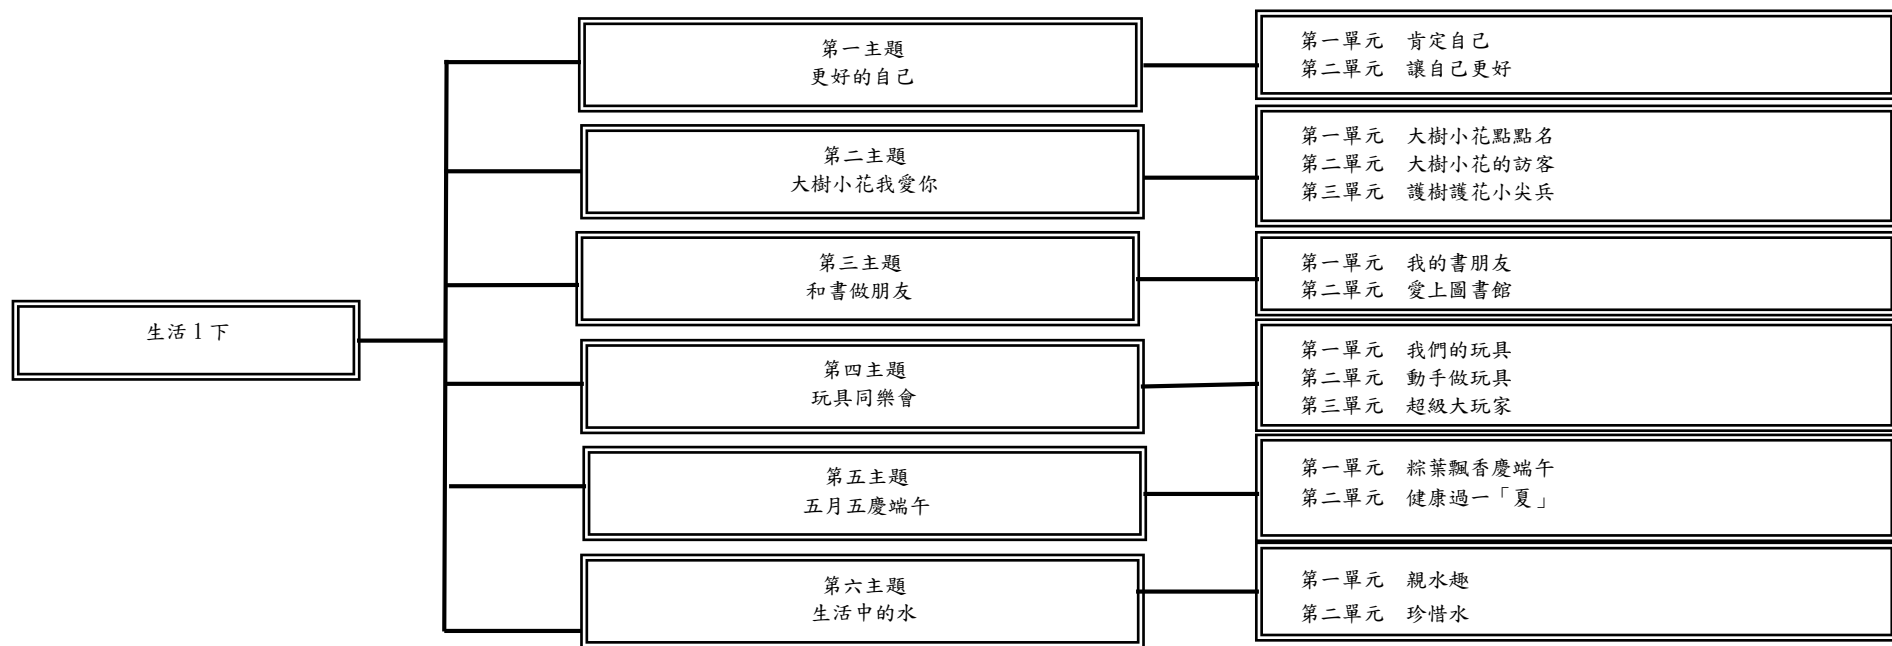 生活1下
第一主題
更好的自己
第一單元　肯定自己
第二單元　讓自己更好
第二主題
大樹小花我愛你
第一單元　大樹小花點點名
第二單元　大樹小花的訪客
第三單元　護樹護花小尖兵
第三主題
和書做朋友
第一單元　我的書朋友
第二單元　愛上圖書館
第四主題
玩具同樂會
第一單元　我們的玩具
第二單元　動手做玩具
第三單元　超級大玩家
第五主題
五月五慶端午
第一單元　粽葉飄香慶端午
第二單元　健康過一「夏」
第六主題
生活中的水
第一單元　親水趣
第二單元　珍惜水